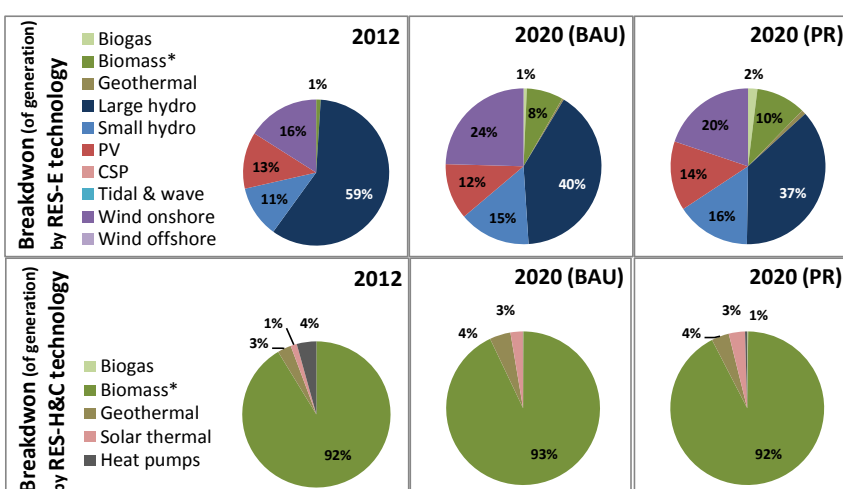 Breakdwon (of generation)
by RES-E technology
Biogas
Biomass*
Geothermal
Large hydro
Small hydro
PV
CSP
Tidal & wave
Wind onshore
Wind offshore
2012
1%
16%
13%
11%
59%
2020 (BAU)
1%
8%
24%
12%
15%
40%
2020 (PR)
2%
10%
20%
14%
16%
37%
Breakdwon (of generation)
by RES-H&C technology
Biogas
Biomass*
Geothermal
Solar thermal
Heat pumps
2012
1%
4%
3%
92%
2020 (BAU)
3%
4%
93%
2020 (PR)
3%
1%
4%
92%